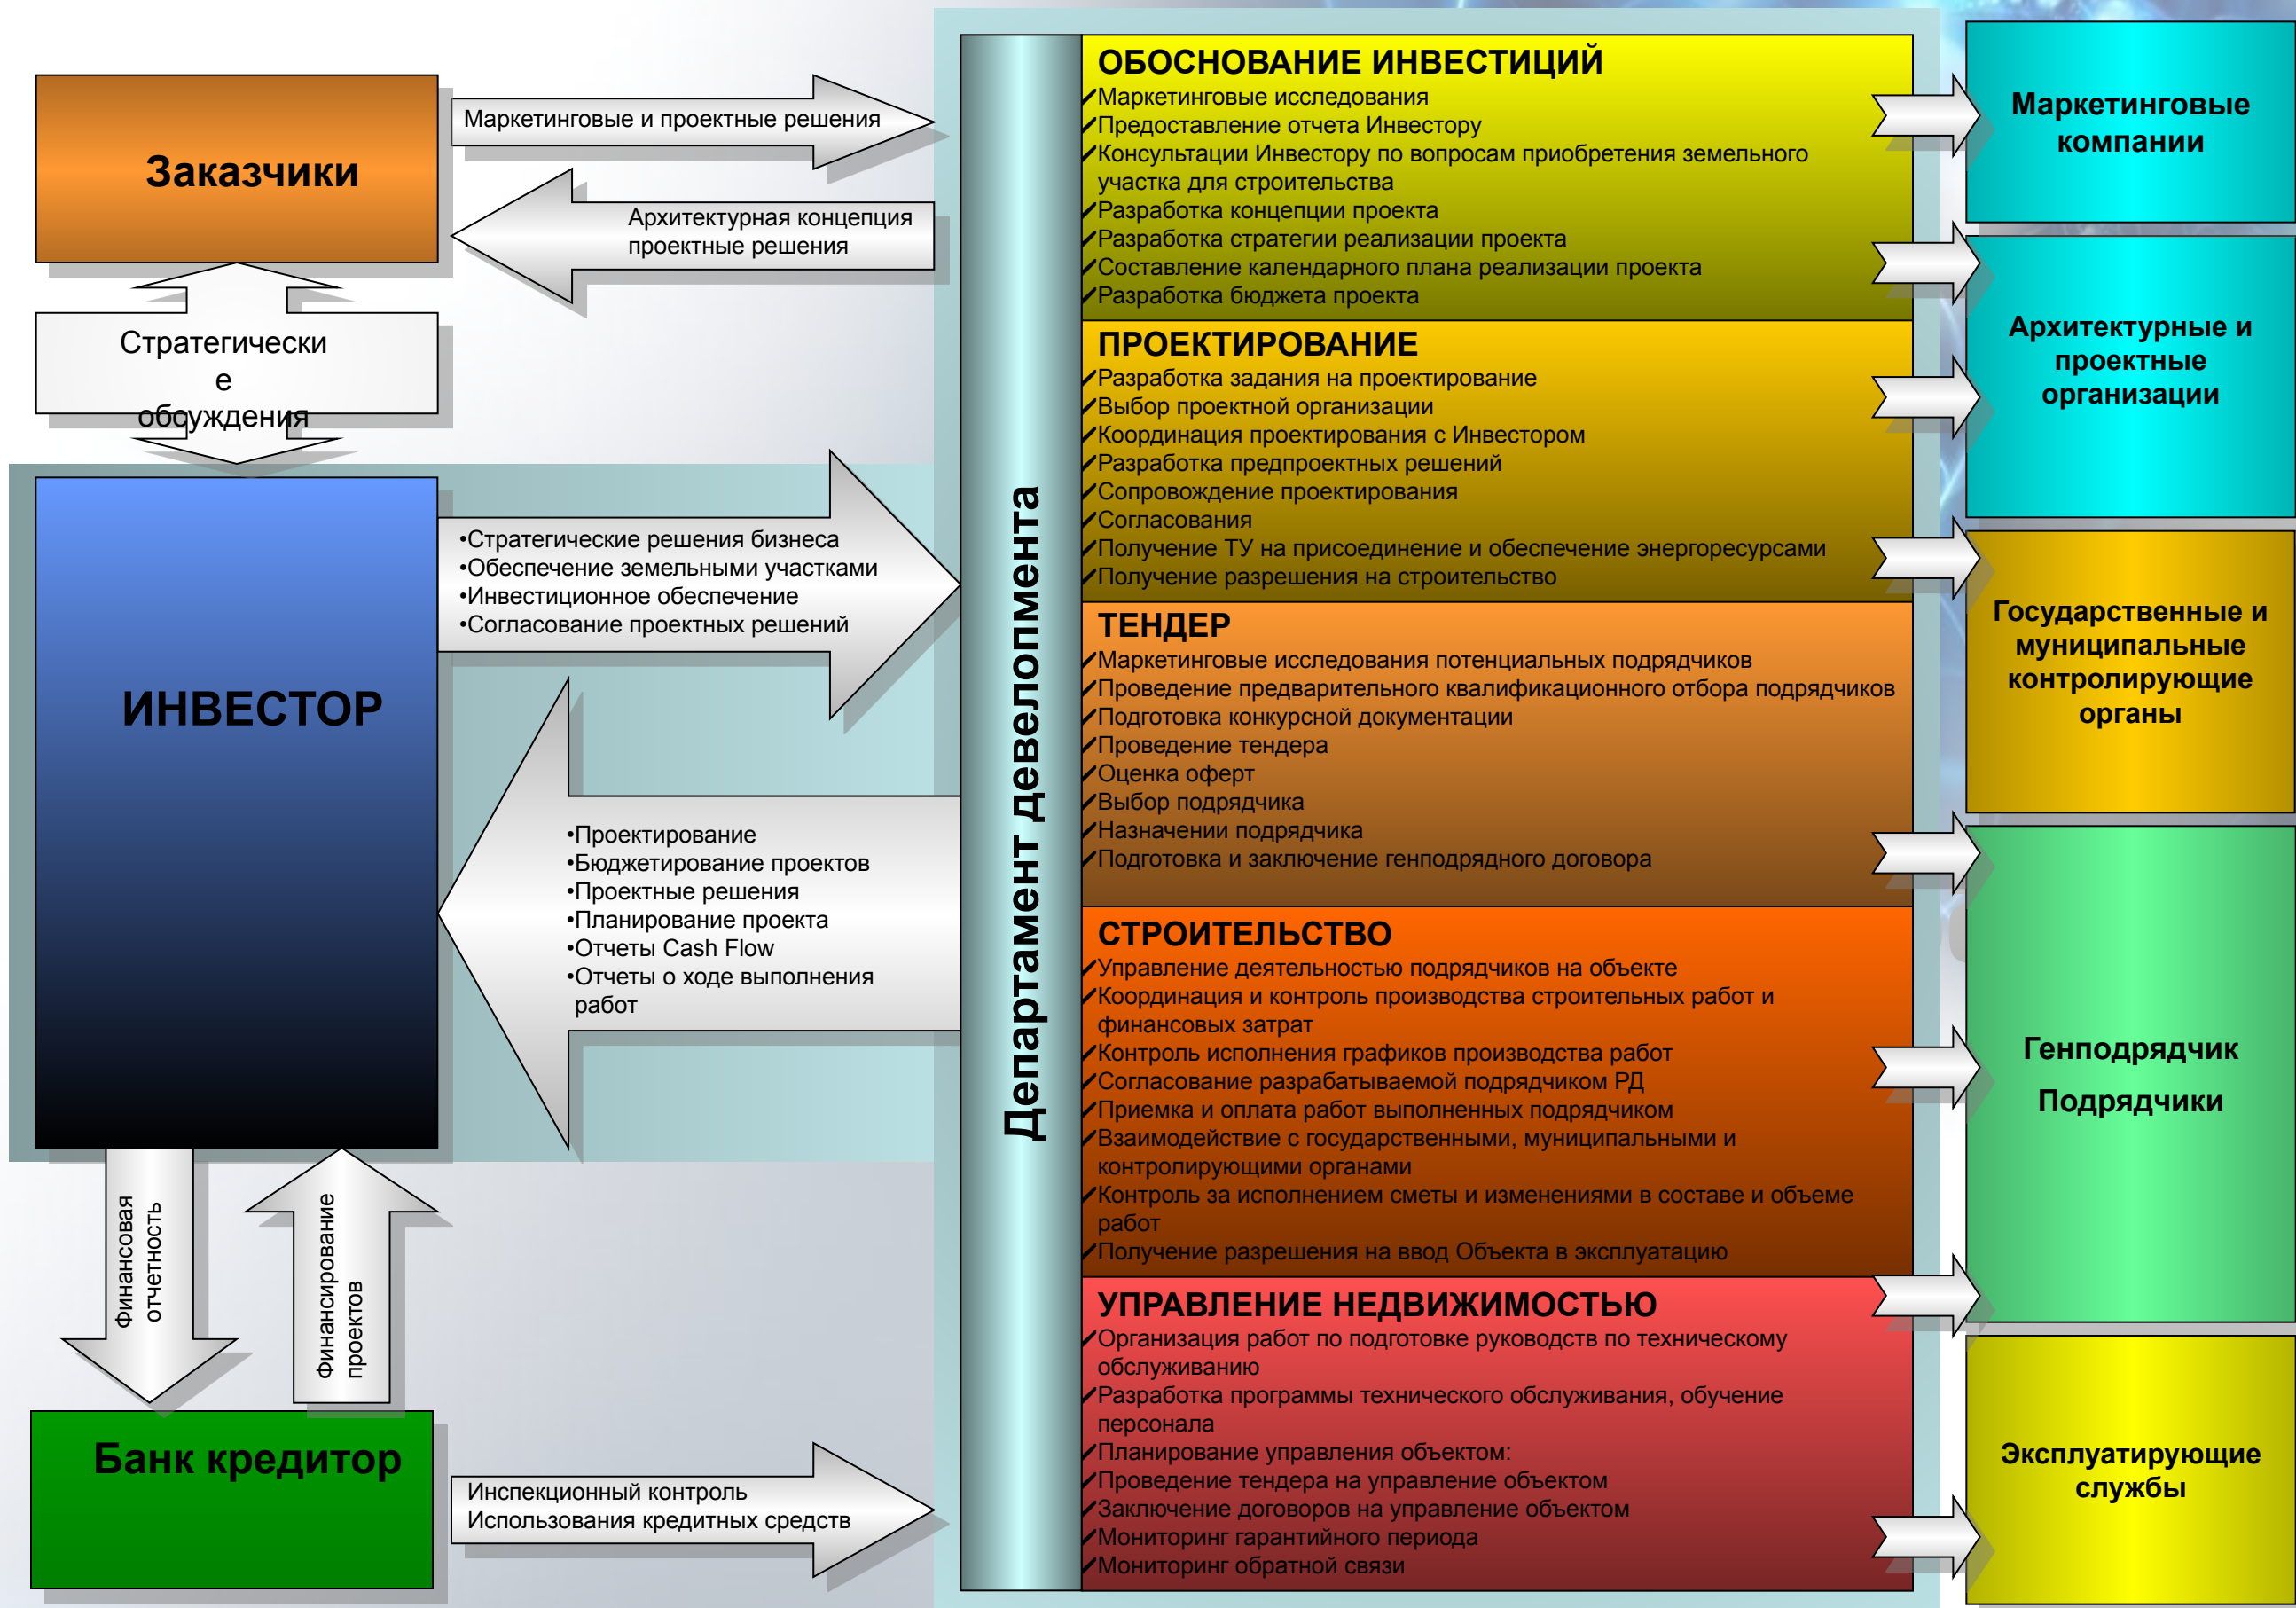 Заказчики
Маркетинговые и проектные решения
Архитектурная концепция
проектные решения
Стратегически
е
обсуждения
ИНВЕСТОР
•Стратегические решения бизнеса
•Обеспечение земельными участками
•Инвестиционное обеспечение
•Согласование проектных решений
•Проектирование
•Бюджетирование проектов
•Проектные решения
•Планирование проекта
•Отчеты Cash Flow
•Отчеты о ходе выполнения
работ
Финансовая
отчетность
Финансирование
проектов
Банк кредитор
Инспекционный контроль
Использования кредитных средств
Департамент девелопмента
ОБОСНОВАНИЕ ИНВЕСТИЦИЙ
✓Маркетинговые исследования
✓Предоставление отчета Инвестору
✓Консультации Инвестору по вопросам приобретения земельного
участка для строительства
✓Разработка концепции проекта
✓Разработка стратегии реализации проекта
✓Составление календарного плана реализации проекта
✓Разработка бюджета проекта
ПРОЕКТИРОВАНИЕ
✓Разработка задания на проектирование
✓Выбор проектной организации
✓Координация проектирования с Инвестором
✓Разработка предпроектных решений
✓Сопровождение проектирования
✓Согласования
✓Получение ТУ на присоединение и обеспечение энергоресурсами
✓Получение разрешения на строительство
ТЕНДЕР
✓Маркетинговые исследования потенциальных подрядчиков
✓Проведение предварительного квалификационного отбора подрядчиков
✓Подготовка конкурсной документации
✓Проведение тендера
✓Оценка оферт
✓Выбор подрядчика
✓Назначении подрядчика
✓Подготовка и заключение генподрядного договора
СТРОИТЕЛЬСТВО
✓Управление деятельностью подрядчиков на объекте
✓Координация и контроль производства строительных работ и
финансовых затрат
✓Контроль исполнения графиков производства работ
✓Согласование разрабатываемой подрядчиком РД
✓Приемка и оплата работ выполненных подрядчиком
✓Взаимодействие с государственными, муниципальными и
контролирующими органами
✓Контроль за исполнением сметы и изменениями в составе и объеме
работ
✓Получение разрешения на ввод Объекта в эксплуатацию
УПРАВЛЕНИЕ НЕДВИЖИМОСТЬЮ
✓Организация работ по подготовке руководств по техническому
обслуживанию
✓Разработка программы технического обслуживания, обучение
персонала
✓Планирование управления объектом:
✓Проведение тендера на управление объектом
✓Заключение договоров на управление объектом
✓Мониторинг гарантийного периода
✓Мониторинг обратной связи
Маркетинговые
компании
Архитектурные и
проектные
организации
Государственные и
муниципальные
контролирующие
органы
Генподрядчик
Подрядчики
Эксплуатирующие
службы